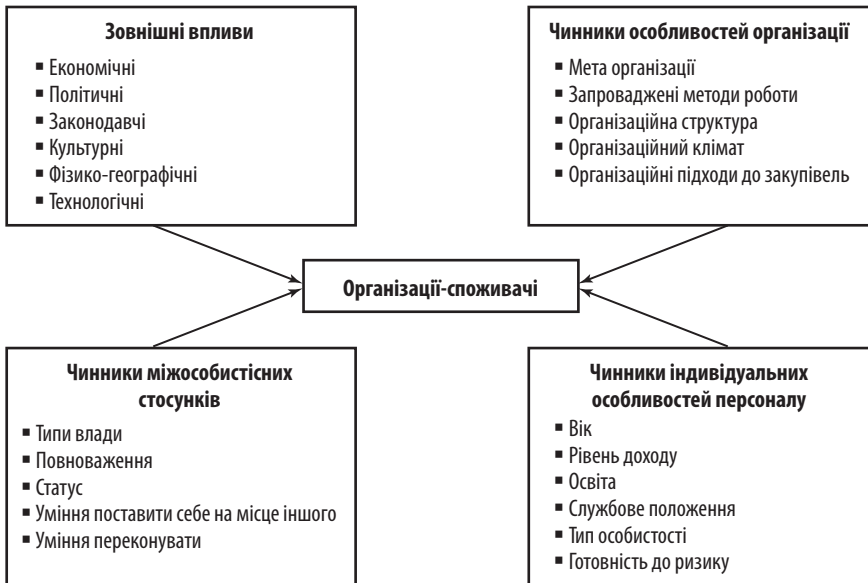 Зовнішні впливи
▪ Економічні
▪ Політичні
▪ Законодавчі
▪ Культурні
▪ Фізико-географічні
▪ Технологічні
Чинники особливостей організації
▪ Мета організації
▪ Запроваджені методи роботи
▪ Організаційна структура
▪ Організаційний клімат
▪ Організаційні підходи до закупівель
Організації-споживачі
Чинники міжособистісних
стосунків
▪ Типи влади
▪ Повноваження
▪ Статус
▪ Уміння поставити себе на місце іншого
▪ Уміння переконувати
Чинники індивідуальних
особливостей персоналу
▪ Вік
▪ Рівень доходу
▪ Освіта
▪ Службове положення
▪ Тип особистості
▪ Готовність до ризику